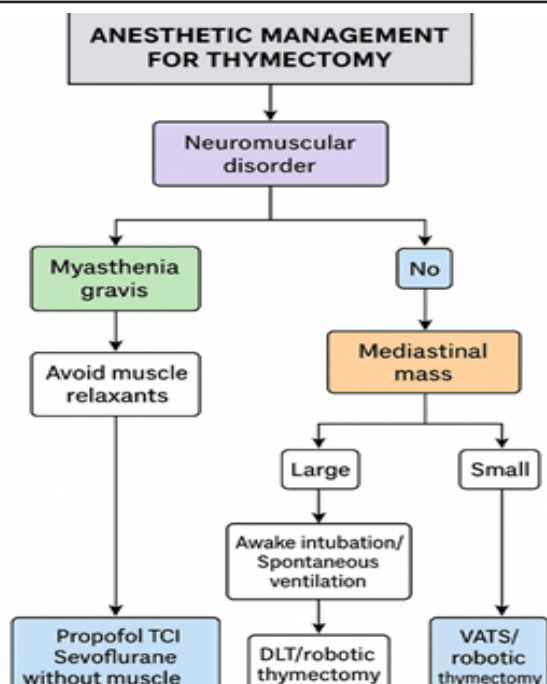 ANESTHETIC MANAGEMENT
FOR THYMECTOMY
Neuromuscular
disorder
Myasthenia
gravis
No
Avoid muscle
relaxants
Mediastinal
mass
Large
Small
Awake intubation/
Spontaneous
ventilation
Propofol TCI
Sevoflurane
without muscle
DLT/robotic
thymectomy
VATS/
robotic
thymectomy